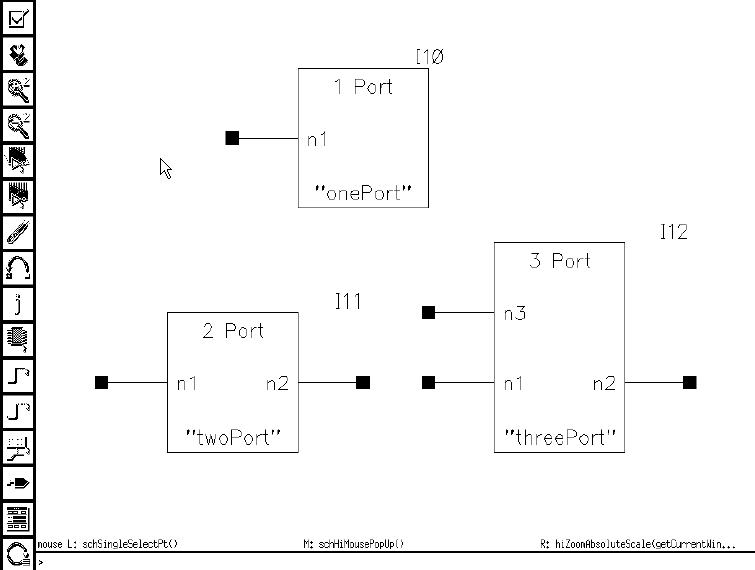 I10
1 Port
n1
"onePort"
I12
3 Port
n3
n1 n2
"threePort"
I11
2 Port
n1 n2
"twoPort"
mouse L: schSingleSelectPt() M: schHiMousePopUp() R: hiZoomAbsoluteScale(getCurrentWin...
>